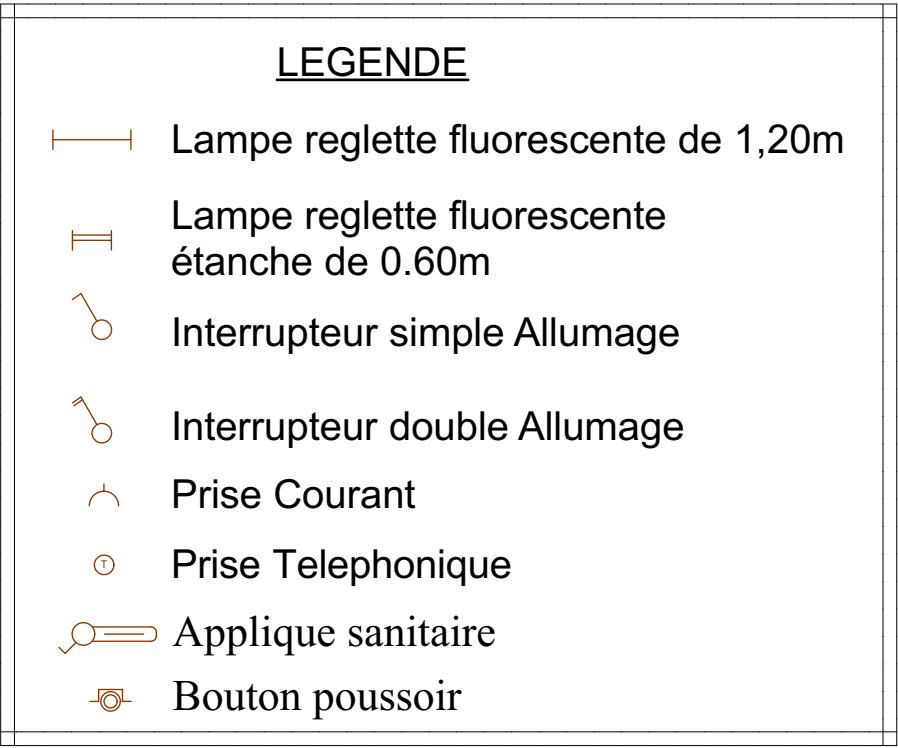 LEGENDE
Lampe reglette fluorescente de 1,20m
Lampe reglette fluorescente
étanche de 0.60m
Interrupteur simple Allumage
Interrupteur double Allumage
Prise Courant
T
Prise Telephonique
Applique sanitaire
Bouton poussoir